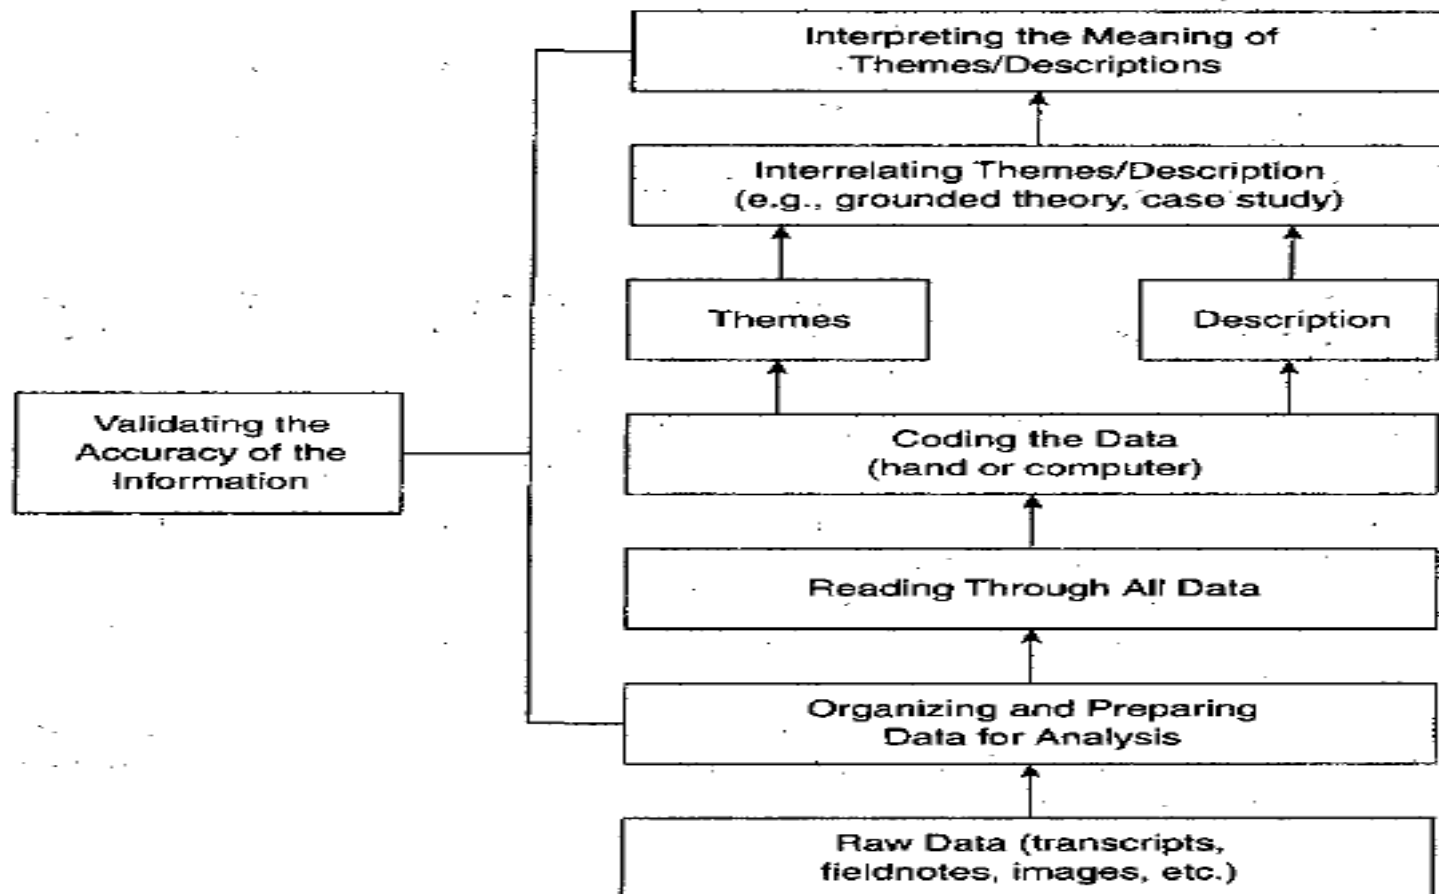 Interpreting the Meaning of
Themes/Descriptions
Interrelating Themes/Description
(e.g., grounded theory, case study)
Themes
Description
Validating the
Accuracy of the
Information
Coding the Data
(hand or computer)
Reading Through All Data
Organizing and Preparing
Data for Analysis
Raw Data (transcripts,
fieldnotes, images, etc.)